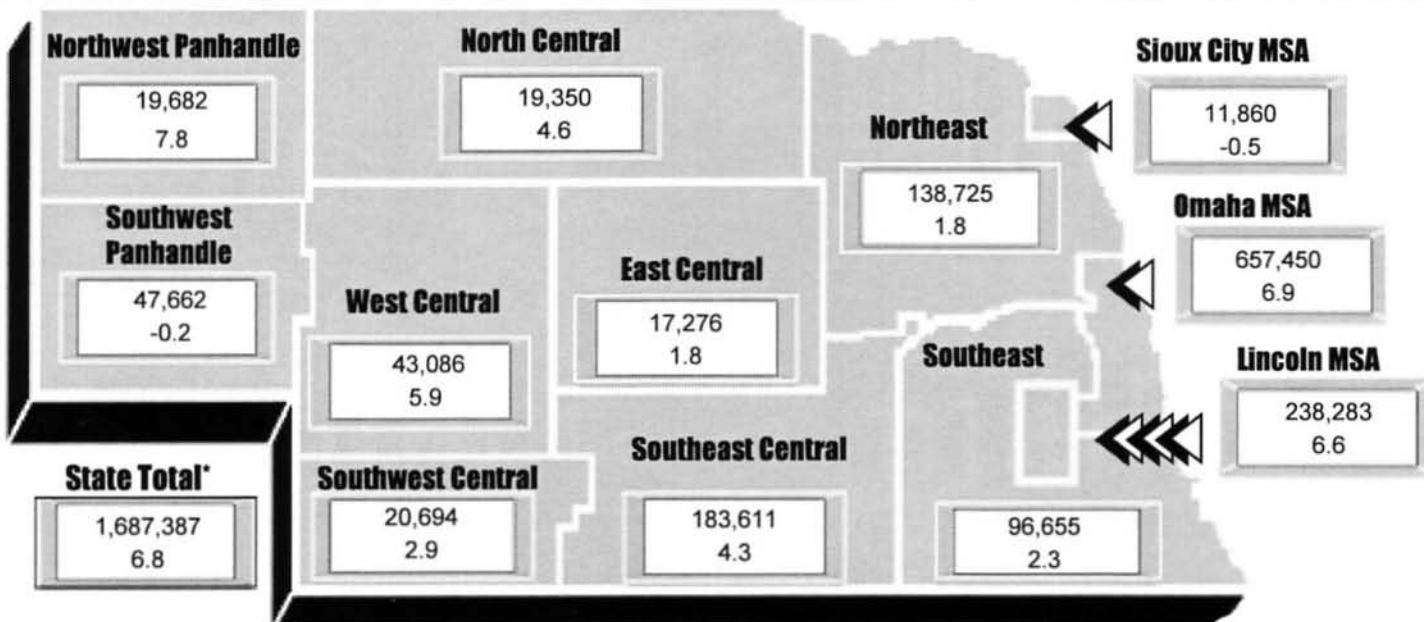 Northwest Panhandle
19,682
7.8
North Central
19,350
4.6
Sioux City MSA
11,860
-0.5
Northeast
138,725
1.8
Southwest
Panhandle
47,662
-0.2
West Central
43,086
5.9
East Central
17,276
1.8
Omaha MSA
657,450
6.9
Southeast
96,655
2.3
Lincoln MSA
238,283
6.6
State Total*
1,687,387
6.8
Southwest Central
20,694
2.9
Southeast Central
183,611
4.3